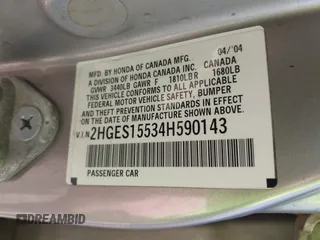 MFD. BY HONDA OF CANADA MFG. 04/'04
A DIVISION OF HONDA CANADA INC. CANADA
GVWR 3440LB GAWR F 1810LB R 1680LB
THIS VEHICLE CONFORMS TO ALL APPLICABLE
FEDERAL MOTOR VEHICLE SAFETY, BUMPER
AND THEFT PREVENTION STANDARDS IN EFFECT
ON THE DATE OF MANUFACTURE SHOWN ABOVE.
V.I.N. 2HGES15534H590143
PASSENGER CAR
DREAMBID